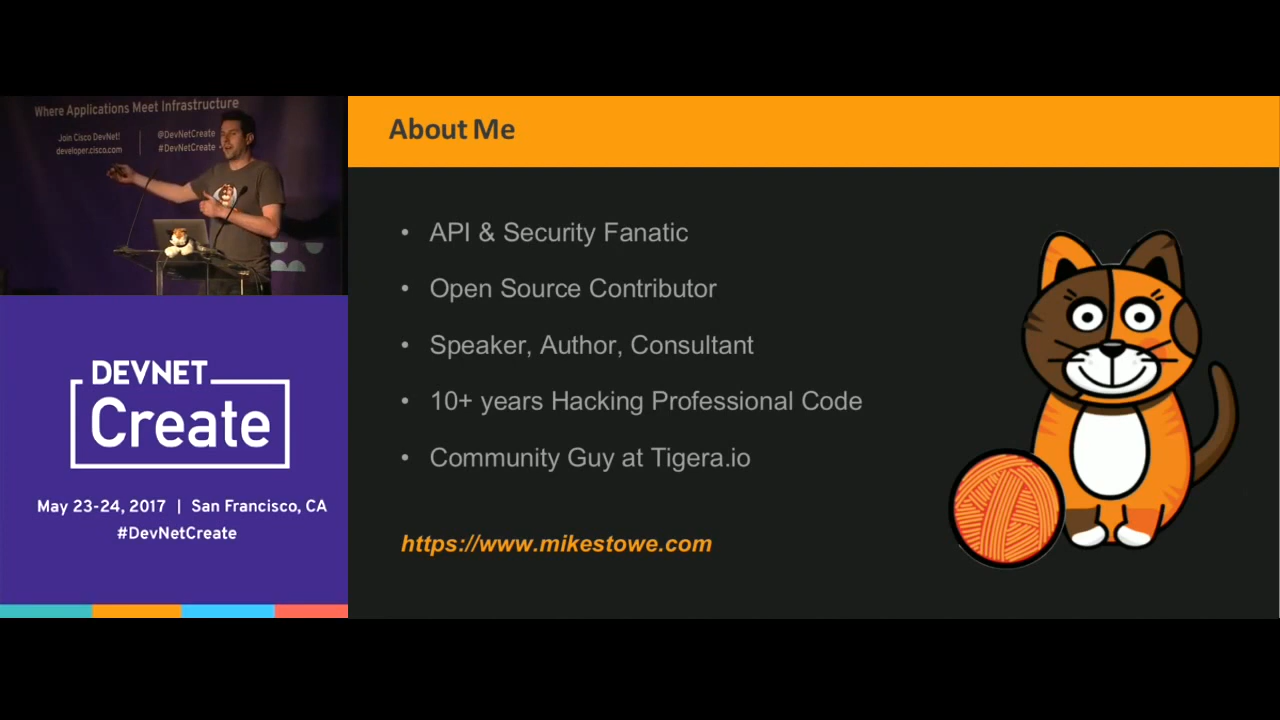 Where Applications Meet Infrastructure
Join Cisco DevNet!
developer.cisco.com
@DevNetCreate
#DevNetCreate
DEVNET
Create
May 23-24, 2017 | San Francisco, CA
#DevNetCreate
About Me
• API & Security Fanatic
• Open Source Contributor
• Speaker, Author, Consultant
• 10+ years Hacking Professional Code
• Community Guy at Tigera.io
https://www.mikestowe.com